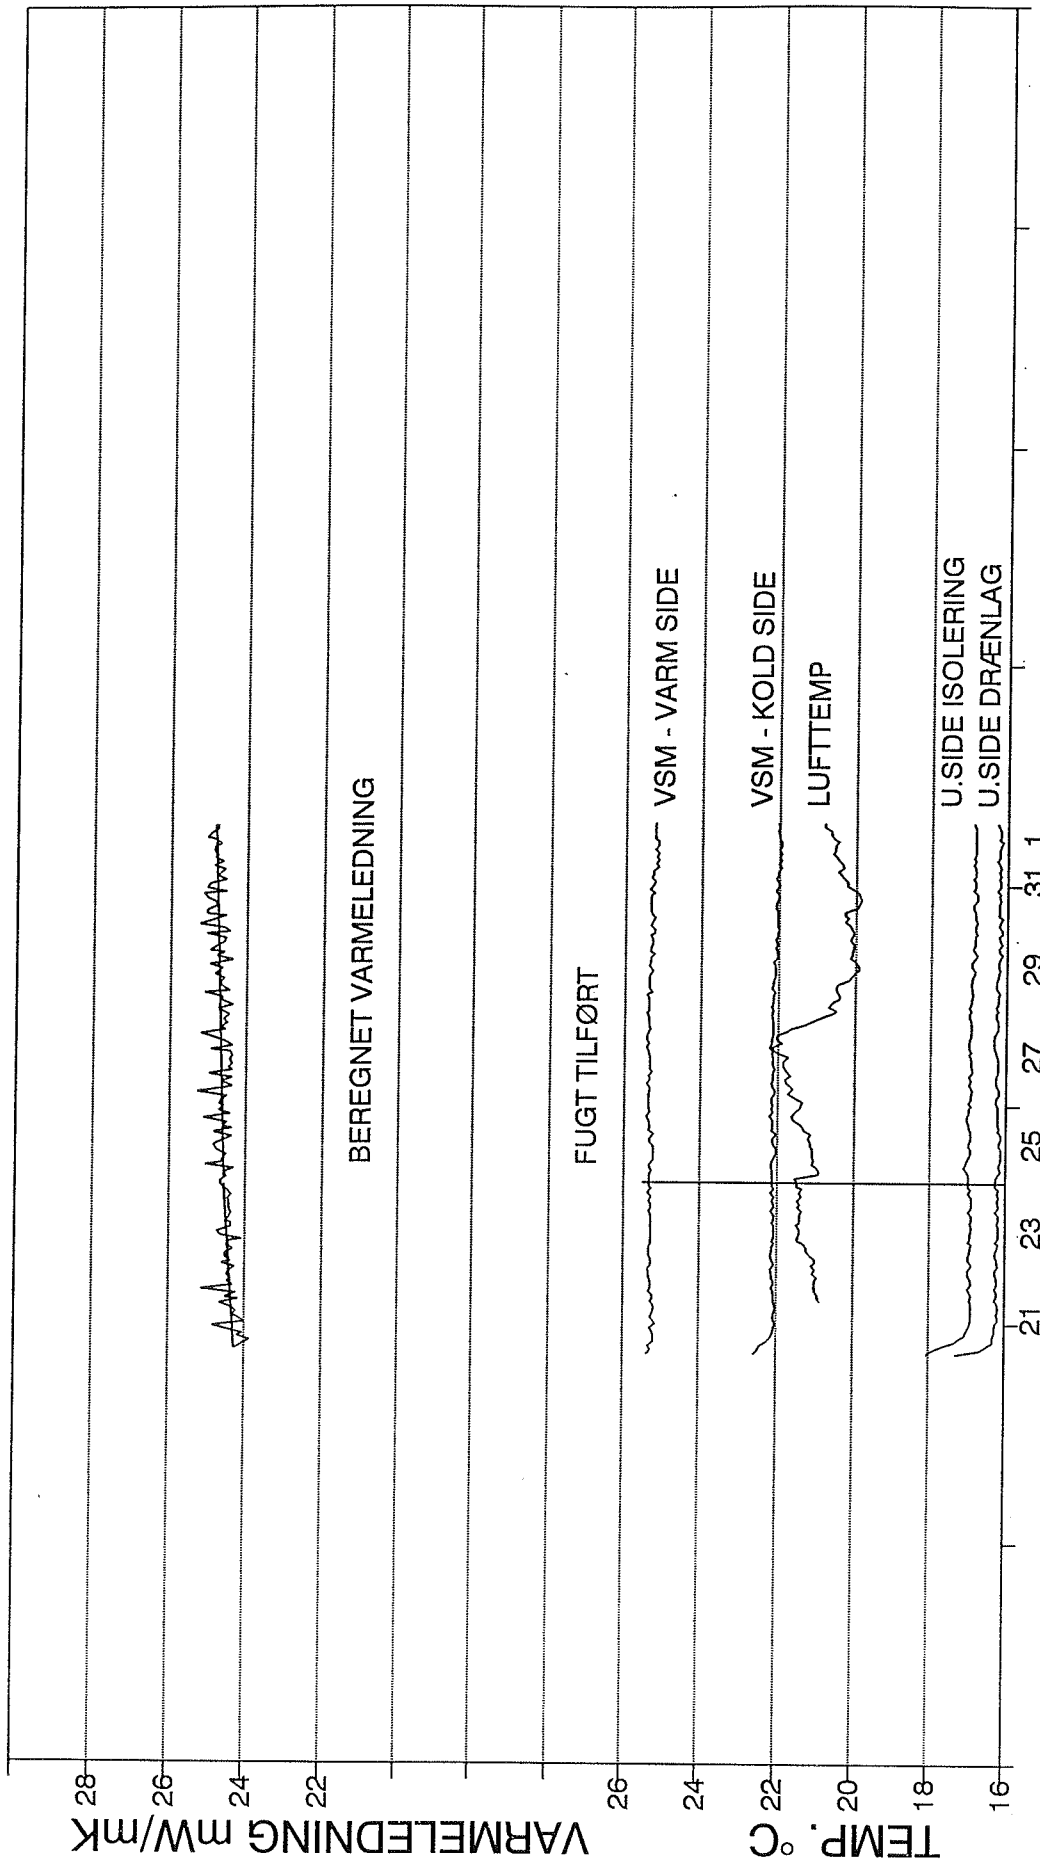 VARMELEDNING mW/mK
28
26
24
22
BEREGNET VARMELEDNING
FUGT TILFØRT
TEMP. °C
26
22
20
18
16
VSM - VARM SIDE
VSM - KOLD SIDE
LUFTTEMP
U.SIDE ISOLERING
U.SIDE DRÆNLAG
21 23 25 27 29 31 1